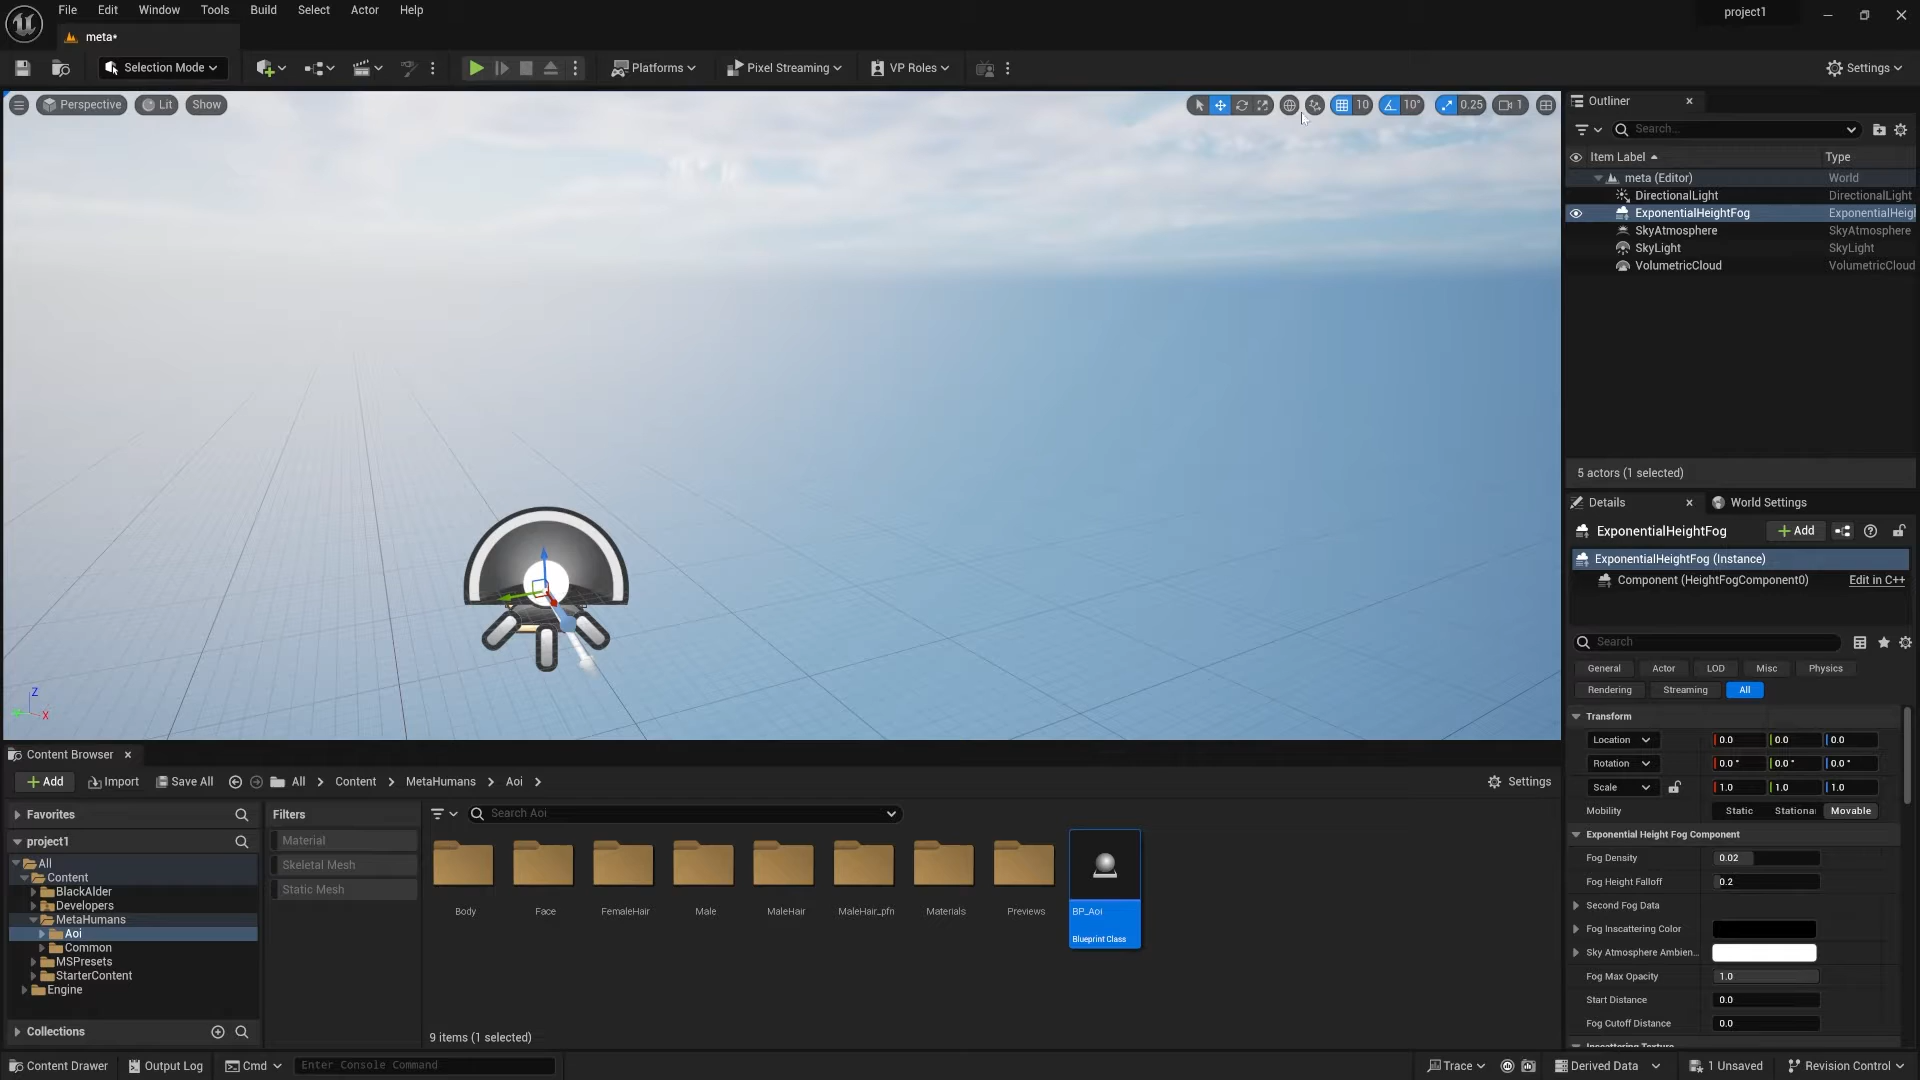 File Edit Window Tools Build Select Actor Help
project1
meta*
Selection Mode
Platforms
Pixel Streaming
VP Roles
Settings
Perspective Lit Show
10 10° 0.25 1
Z
X
Outliner
Search...
Item Label Type
meta (Editor) World
DirectionalLight DirectionalLight
ExponentialHeightFog ExponentialHeig
SkyAtmosphere SkyAtmosphere
SkyLight SkyLight
VolumetricCloud VolumetricCloud
5 actors (1 selected)
Details World Settings
ExponentialHeightFog Add
ExponentialHeightFog (Instance)
Component (HeightFogComponent0) Edit in C++
Search
General Actor LOD Misc Physics
Rendering Streaming All
Transform
Location 0.0 0.0 0.0
Rotation 0.0 ° 0.0 ° 0.0 °
Scale 1.0 1.0 1.0
Mobility Static Stationar Movable
Exponential Height Fog Component
Fog Density 0.02
Fog Height Falloff 0.2
Second Fog Data
Fog Inscattering Color
Sky Atmosphere Ambien...
Fog Max Opacity 1.0
Start Distance 0.0
Fog Cutoff Distance 0.0
Inscattering Texture
Content Browser
Add Import Save All All Content MetaHumans Aoi Settings
Favorites
project1
All
Content
BlackAlder
Developers
MetaHumans
Aoi
Common
MSPresets
StarterContent
Engine
Collections
Filters
Material
Skeletal Mesh
Static Mesh
Search Aoi
Body Face FemaleHair Male MaleHair MaleHair_pfn Materials Previews BP_Aoi
Blueprint Class
9 items (1 selected)
Content Drawer Output Log Cmd Enter Console Command Trace Derived Data 1 Unsaved Revision Control